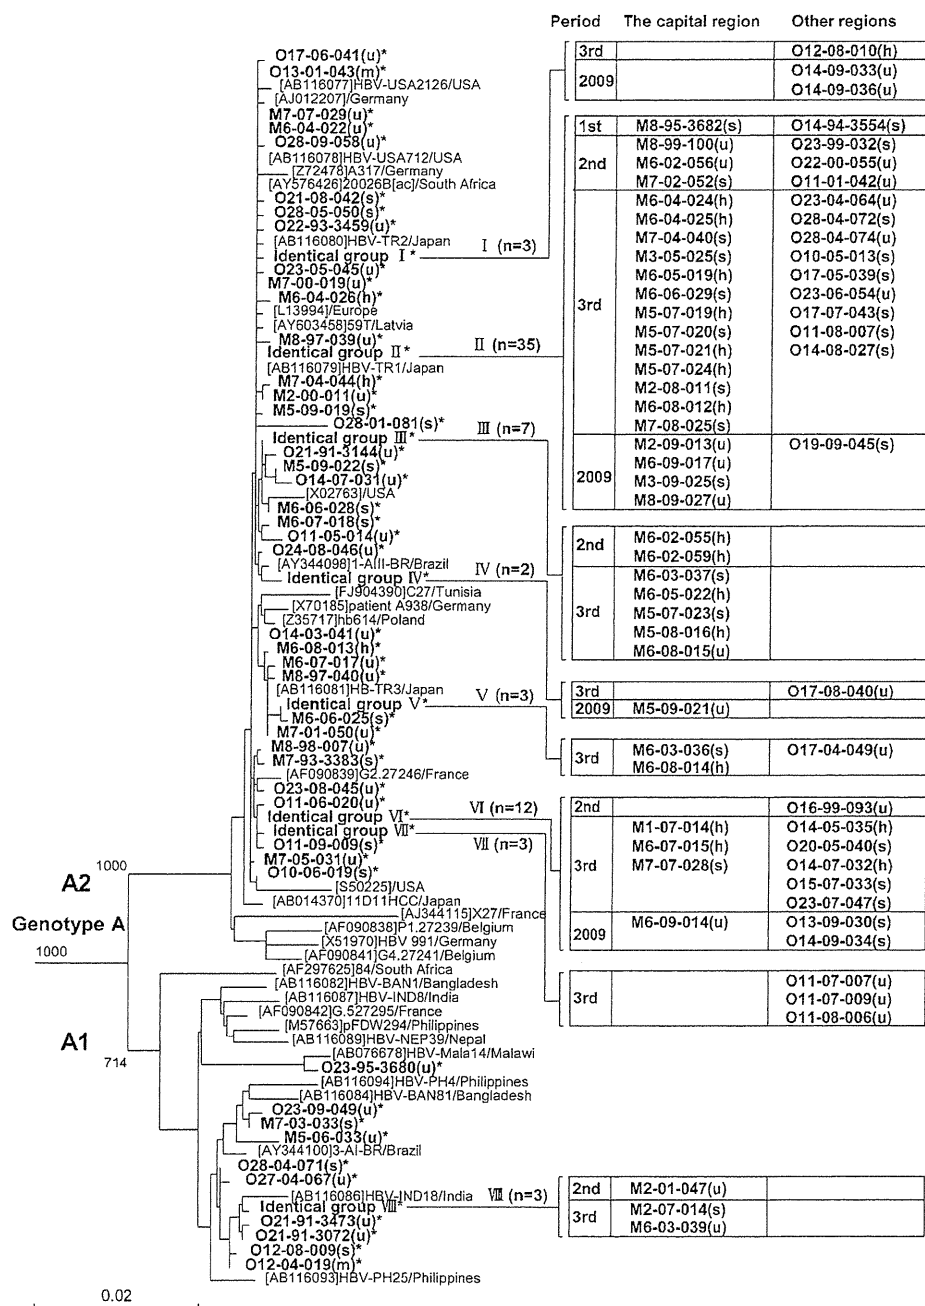 Period The capital region Other regions
O17-06-041(u)*
O13-01-043(m)*
[AB116077]HBV-USA2126/USA
[AJ012207]/Germany
M7-07-029(u)*
M6-04-022(u)*
O28-09-058(u)*
[AB116078]HBV-USA712/USA
[Z72478]A317/Germany
[AY576426]20026B[ac]/South Africa
O21-08-042(s)*
O28-05-050(s)*
O22-93-3459(u)*
[AB116080]HBV-TR2/Japan
Identical group Ⅰ* Ⅰ (n=3)
O23-05-045(u)*
M7-00-019(u)*
M6-04-026(h)*
[L13994]/Europe
[AY603458]59T/Latvia
M8-97-039(u)*
Identical group Ⅱ* Ⅱ (n=35)
[AB116079]HBV-TR1/Japan
M7-04-044(h)*
M2-00-011(u)*
M5-09-019(s)*
O28-01-081(s)*
Identical group Ⅲ* Ⅲ (n=7)
O21-91-3144(u)*
M5-09-022(s)*
O14-07-031(u)*
[X02763]/USA
M6-06-028(s)*
M6-07-018(s)*
O11-05-014(u)*
O24-08-046(u)*
[AY344098]1-AIII-BR/Brazil
Identical group Ⅳ* Ⅳ (n=2)
[FJ904390]C27/Tunisia
[X70185]patient A938/Germany
[Z35717]hb614/Poland
O14-03-041(u)*
M6-08-013(h)*
M6-07-017(u)*
M8-97-040(u)*
[AB116081]HB-TR3/Japan
Identical group Ⅴ* Ⅴ (n=3)
M6-06-025(s)*
M7-01-050(u)*
M8-98-007(u)*
M7-93-3383(s)*
[AF090839]G2.27246/France
O23-08-045(u)*
O11-06-020(u)*
Identical group Ⅵ* Ⅵ (n=12)
Identical group Ⅶ* Ⅶ (n=3)
O11-09-009(s)*
M7-05-031(u)*
O10-06-019(s)*
[S50225]/USA
[AB014370]11D11HCC/Japan
[AJ344115]X27/France
[AF090838]P1.27239/Belgium
[X51970]HBV 991/Germany
[AF090841]G4.27241/Belgium
[AF297625]84/South Africa
[AB116082]HBV-BAN1/Bangladesh
[AB116087]HBV-IND8/India
[AF090842]G.527295/France
[M57663]pFDW294/Philippines
[AB116089]HBV-NEP39/Nepal
[AB076678]HBV-Mala14/Malawi
O23-95-3680(u)*
[AB116094]HBV-PH4/Philippines
[AB116084]HBV-BAN81/Bangladesh
O23-09-049(u)*
M7-03-033(s)*
M5-06-033(u)*
[AY344100]3-AI-BR/Brazil
O28-04-071(s)*
O27-04-067(u)*
[AB116086]HBV-IND18/India
Identical group Ⅷ* Ⅷ (n=3)
O21-91-3473(u)*
O21-91-3072(u)*
O12-08-009(s)*
O12-04-019(m)*
[AB116093]HBV-PH25/Philippines
1000
A2
Genotype A
1000
A1
714
0.02
3rd O12-08-010(h)
2009 O14-09-033(u)
O14-09-036(u)
1st M8-95-3682(s) O14-94-3554(s)
M8-99-100(u) O23-99-032(s)
2nd M6-02-056(u) O22-00-055(u)
M7-02-052(s) O11-01-042(u)
M6-04-024(h) O23-04-064(u)
M6-04-025(h) O28-04-072(s)
M7-04-040(s) O28-04-074(u)
M3-05-025(s) O10-05-013(s)
M6-05-019(h) O17-05-039(s)
M6-06-029(s) O23-06-054(u)
3rd M5-07-019(h) O17-07-043(s)
M5-07-020(s) O11-08-007(s)
M5-07-021(h) O14-08-027(s)
M5-07-024(h)
M2-08-011(s)
M6-08-012(h)
M7-08-025(s)
M2-09-013(u) O19-09-045(s)
M6-09-017(u)
2009 M3-09-025(s)
M8-09-027(u)
2nd M6-02-055(h)
M6-02-059(h)
M6-03-037(s)
M6-05-022(h)
3rd M5-07-023(s)
M5-08-016(h)
M6-08-015(u)
3rd O17-08-040(u)
2009 M5-09-021(u)
3rd M6-03-036(s) O17-04-049(u)
M6-08-014(h)
2nd O16-99-093(u)
M1-07-014(h) O14-05-035(h)
M6-07-015(h) O20-05-040(s)
3rd M7-07-028(s) O14-07-032(h)
O15-07-033(s)
O23-07-047(s)
2009 M6-09-014(u) O13-09-030(s)
O14-09-034(s)
O11-07-007(u)
3rd O11-07-009(u)
O11-08-006(u)
2nd M2-01-047(u)
3rd M2-07-014(s)
M6-03-039(u)